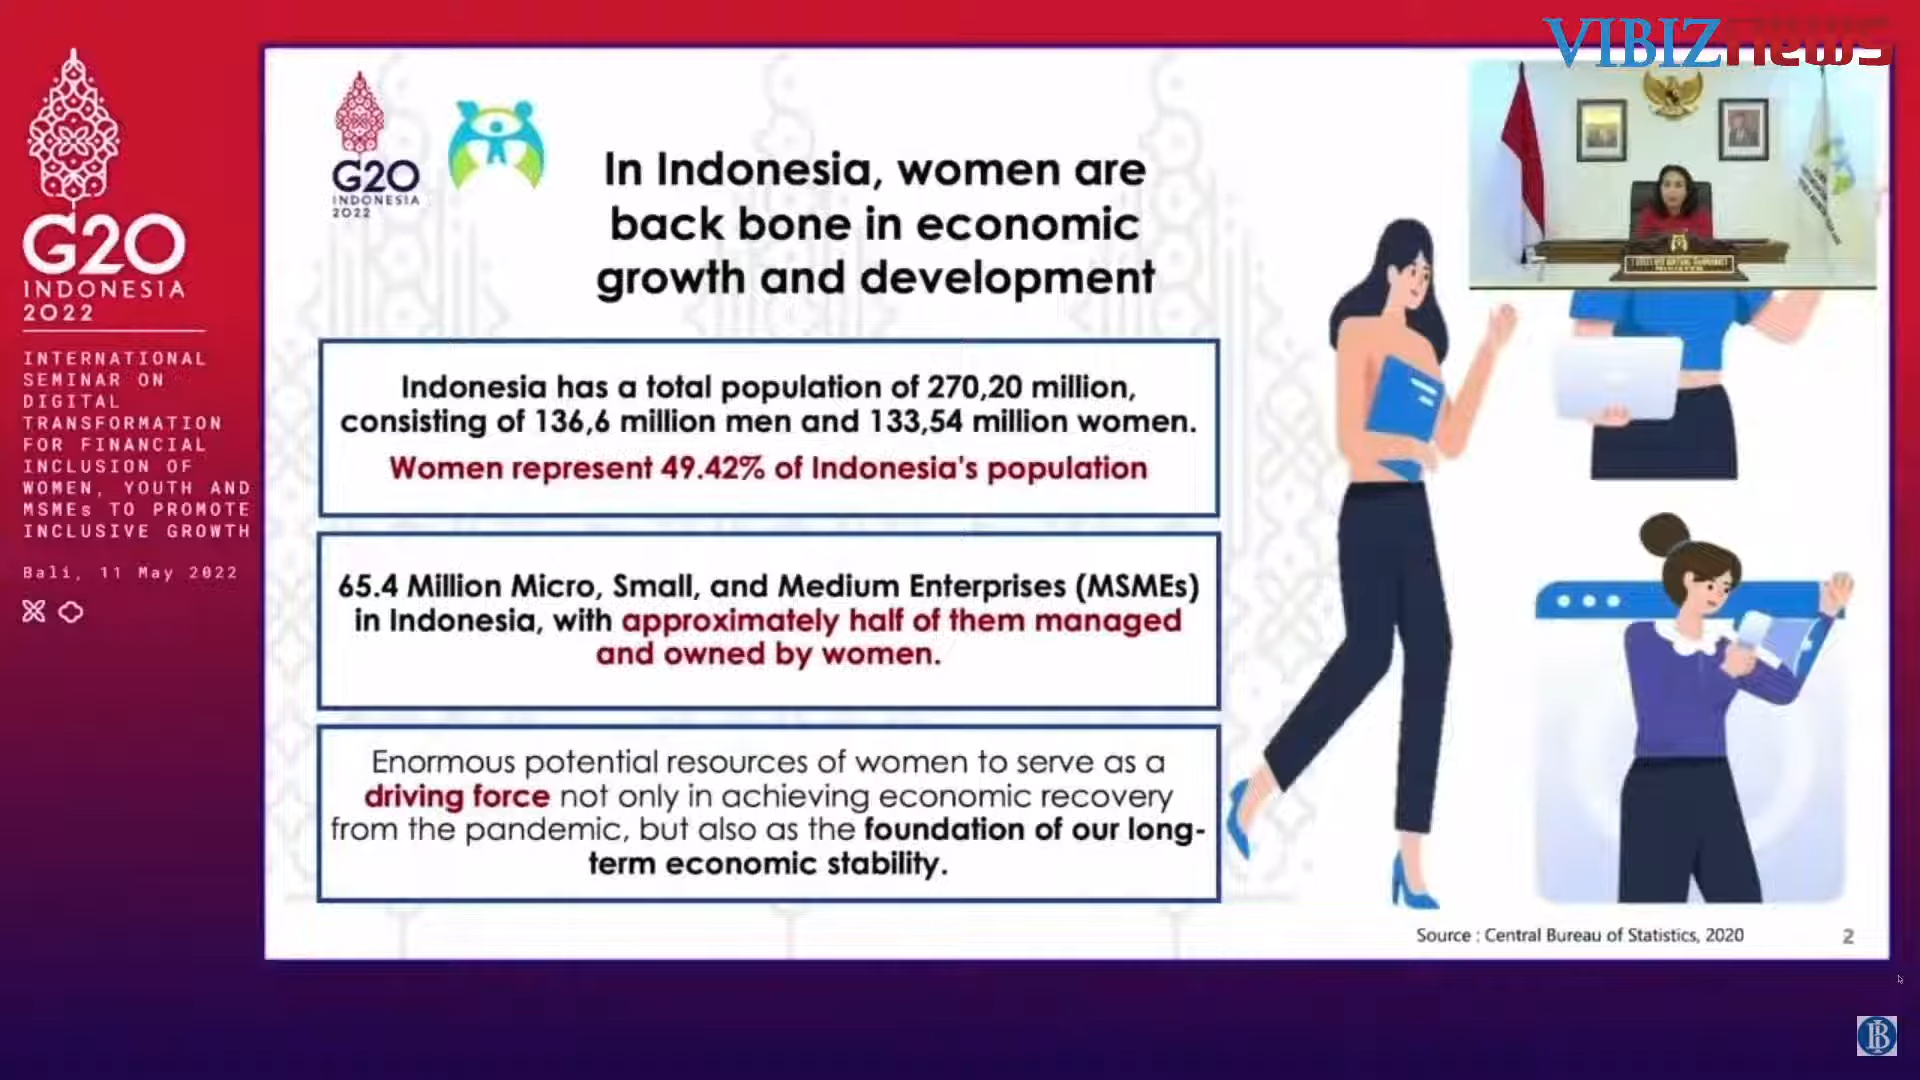 VIBIZnews
G20
INDONESIA
2022
INTERNATIONAL
SEMINAR ON
DIGITAL
TRANSFORMATION
FOR FINANCIAL
INCLUSION OF
WOMEN, YOUTH AND
MSMEs TO PROMOTE
INCLUSIVE GROWTH
Bali, 11 May 2022
G20
INDONESIA
2022
In Indonesia, women are
back bone in economic
growth and development
Indonesia has a total population of 270,20 million,
consisting of 136,6 million men and 133,54 million women.
Women represent 49.42% of Indonesia's population
65.4 Million Micro, Small, and Medium Enterprises (MSMEs)
in Indonesia, with approximately half of them managed
and owned by women.
Enormous potential resources of women to serve as a
driving force not only in achieving economic recovery
from the pandemic, but also as the foundation of our long-
term economic stability.
Source : Central Bureau of Statistics, 2020
2